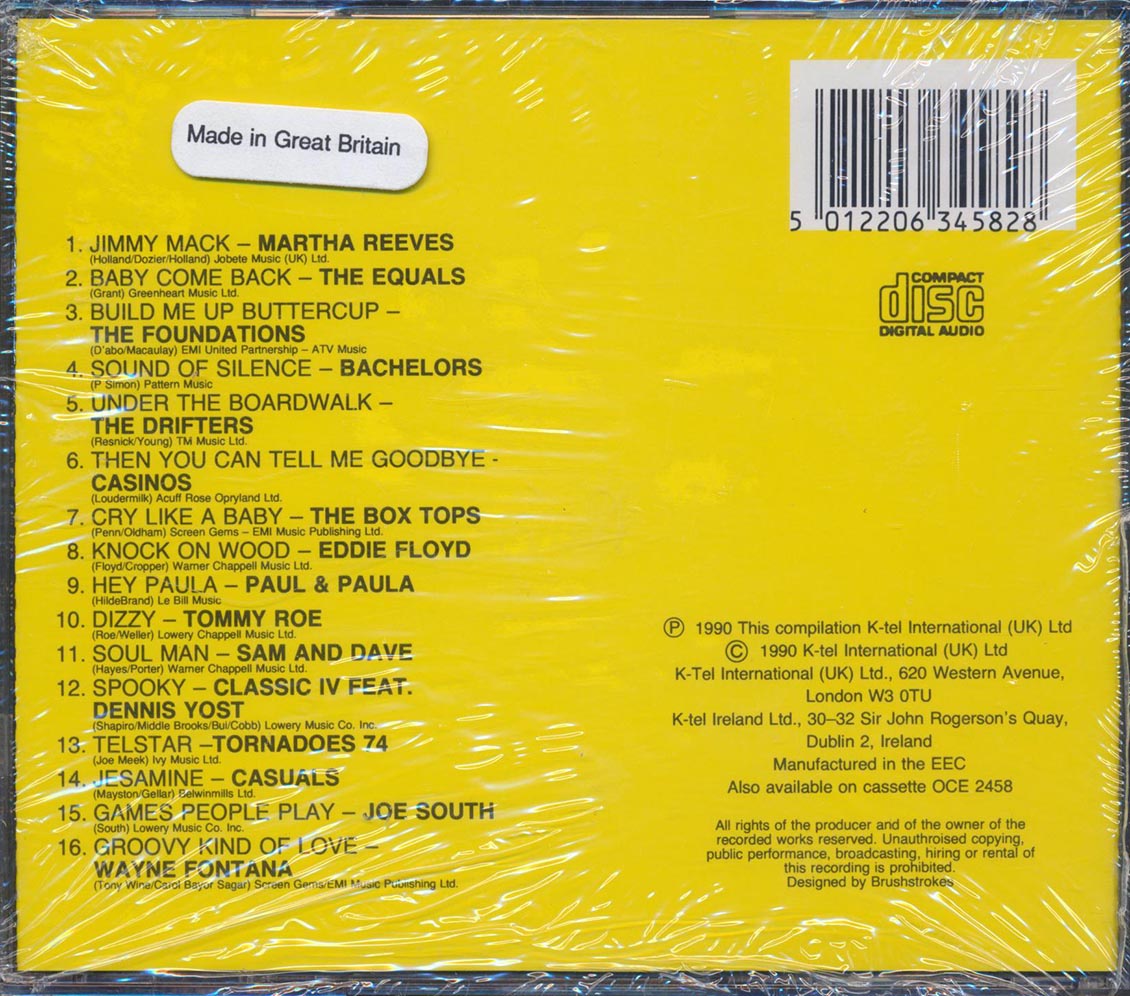 Made in Great Britain
5 012206 345828
COMPACT
disc
DIGITAL AUDIO
1. JIMMY MACK – MARTHA REEVES
(Holland/Dozier/Holland) Jobete Music (UK) Ltd.
2. BABY COME BACK – THE EQUALS
(Grant) Greenheart Music Ltd.
3. BUILD ME UP BUTTERCUP –
THE FOUNDATIONS
(D'abo/Macaulay) EMI United Partnership – ATV Music
4. SOUND OF SILENCE – BACHELORS
(P Simon) Pattern Music
5. UNDER THE BOARDWALK –
THE DRIFTERS
(Resnick/Young) TM Music Ltd.
6. THEN YOU CAN TELL ME GOODBYE -
CASINOS
(Loudermilk) Acuff Rose Opryland Ltd.
7. CRY LIKE A BABY – THE BOX TOPS
(Penn/Oldham) Screen Gems – EMI Music Publishing Ltd.
8. KNOCK ON WOOD – EDDIE FLOYD
(Floyd/Cropper) Warner Chappell Music Ltd.
9. HEY PAULA – PAUL & PAULA
(HildeBrand) Le Bill Music
10. DIZZY – TOMMY ROE
(Roe/Weller) Lowery Chappell Music Ltd.
11. SOUL MAN – SAM AND DAVE
(Hayes/Porter) Warner Chappell Music Ltd.
12. SPOOKY – CLASSIC IV FEAT.
DENNIS YOST
(Shapiro/Middle Brooks/Bui/Cobb) Lowery Music Co. Inc.
13. TELSTAR –TORNADOES 74
(Joe Meek) Ivy Music Ltd.
14. JESAMINE – CASUALS
(Mayston/Gellar) Belwinmills Ltd.
15. GAMES PEOPLE PLAY – JOE SOUTH
(South) Lowery Music Co. Inc.
16. GROOVY KIND OF LOVE –
WAYNE FONTANA
(Tony Wine/Carol Bayor Sagar) Screen Gems/EMI Music Publishing Ltd.
Ⓟ 1990 This compilation K-tel International (UK) Ltd
© 1990 K-tel International (UK) Ltd
K-Tel International (UK) Ltd., 620 Western Avenue,
London W3 0TU
K-tel Ireland Ltd., 30–32 Sir John Rogerson's Quay,
Dublin 2, Ireland
Manufactured in the EEC
Also available on cassette OCE 2458
All rights of the producer and of the owner of the
recorded works reserved. Unauthroised copying,
public performance, broadcasting, hiring or rental of
this recording is prohibited.
Designed by Brushstrokes